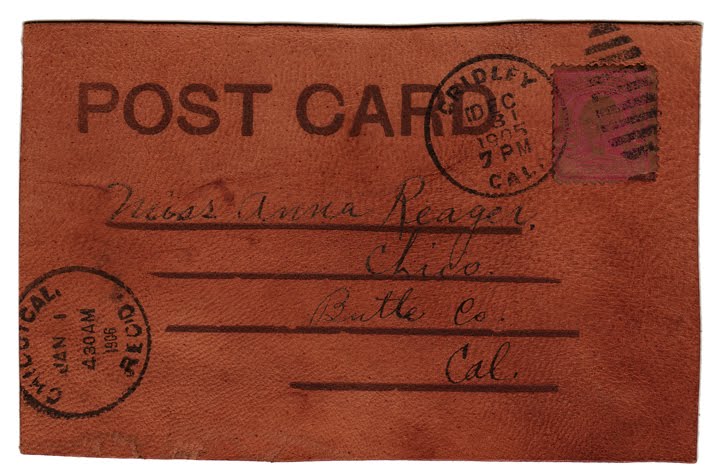 POST CARD
GRIDLEY
DEC
31
1905
7 PM
CAL.
Miss Anna Reager,
Chico.
Butte Co.
Cal.
CHICO, CAL.
JAN 1
430 AM
1906
REC'D.